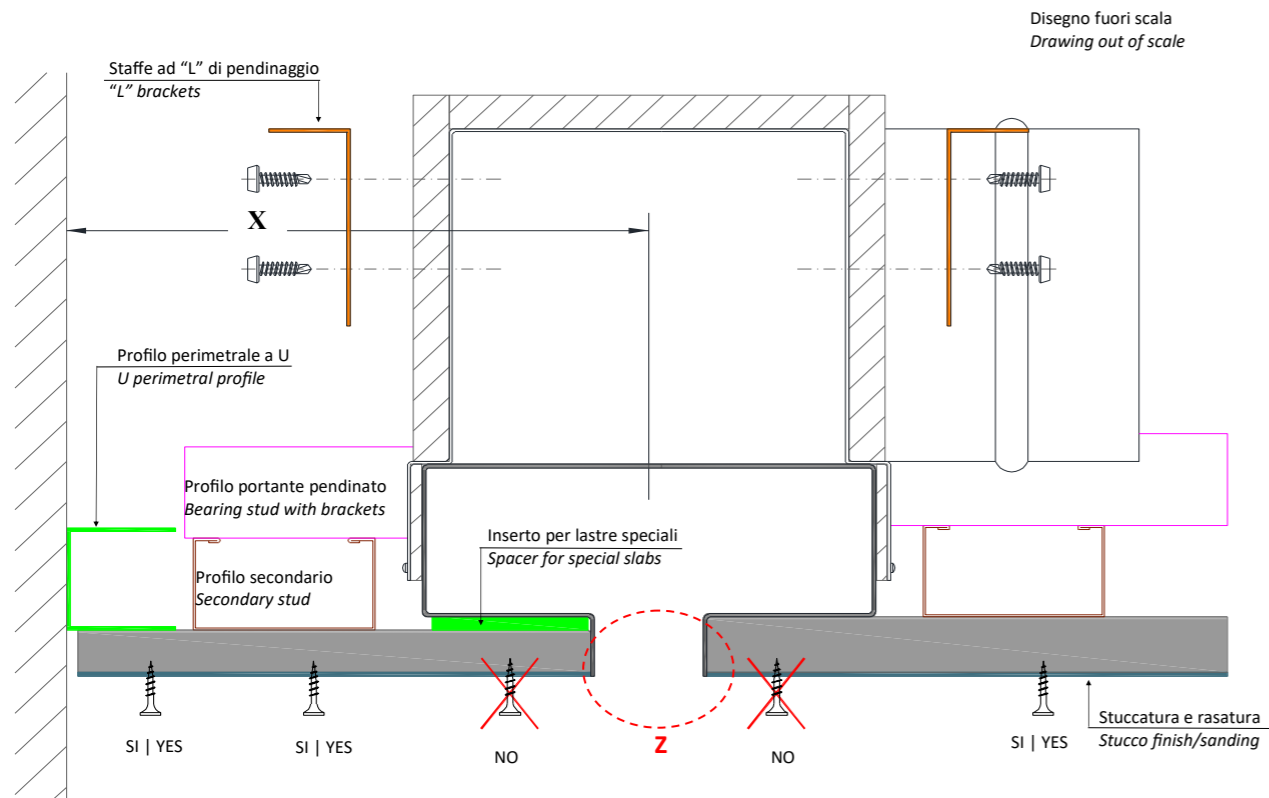 Disegno fuori scala
Drawing out of scale
Staffe ad “L” di pendinaggio
“L” brackets
X
Profilo perimetrale a U
U perimetral profile
Profilo portante pendinato
Bearing stud with brackets
Inserto per lastre speciali
Spacer for special slabs
Profilo secondario
Secondary stud
Stuccatura e rasatura
Stucco finish/sanding
SI | YES
SI | YES
NO
Z
NO
SI | YES